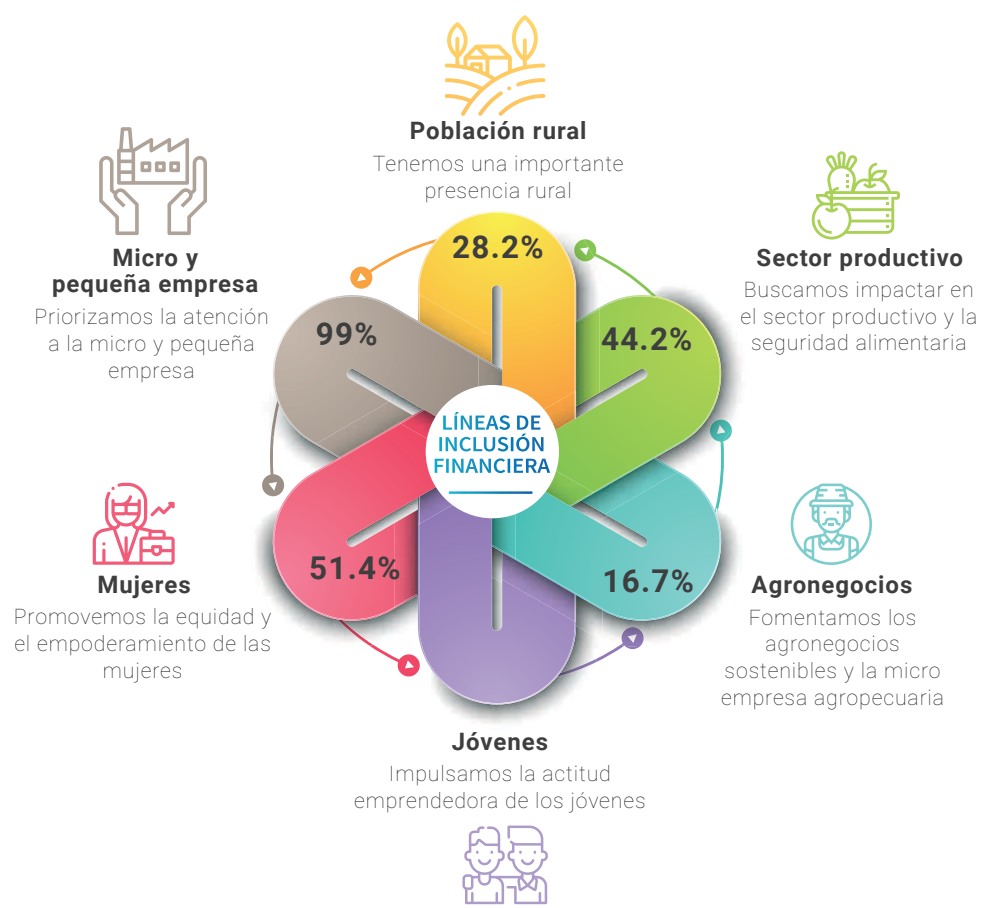 Población rural
Tenemos una importante
presencia rural
28.2%
Sector productivo
Buscamos impactar en
el sector productivo y la
seguridad alimentaria
44.2%
Agronegocios
Fomentamos los
agronegocios
sostenibles y la micro
empresa agropecuaria
16.7%
Jóvenes
Impulsamos la actitud
emprendedora de los jóvenes
Mujeres
Promovemos la equidad y
el empoderamiento de las
mujeres
51.4%
Micro y
pequeña empresa
Priorizamos la atención
a la micro y pequeña
empresa
99%
LÍNEAS DE
INCLUSIÓN
FINANCIERA